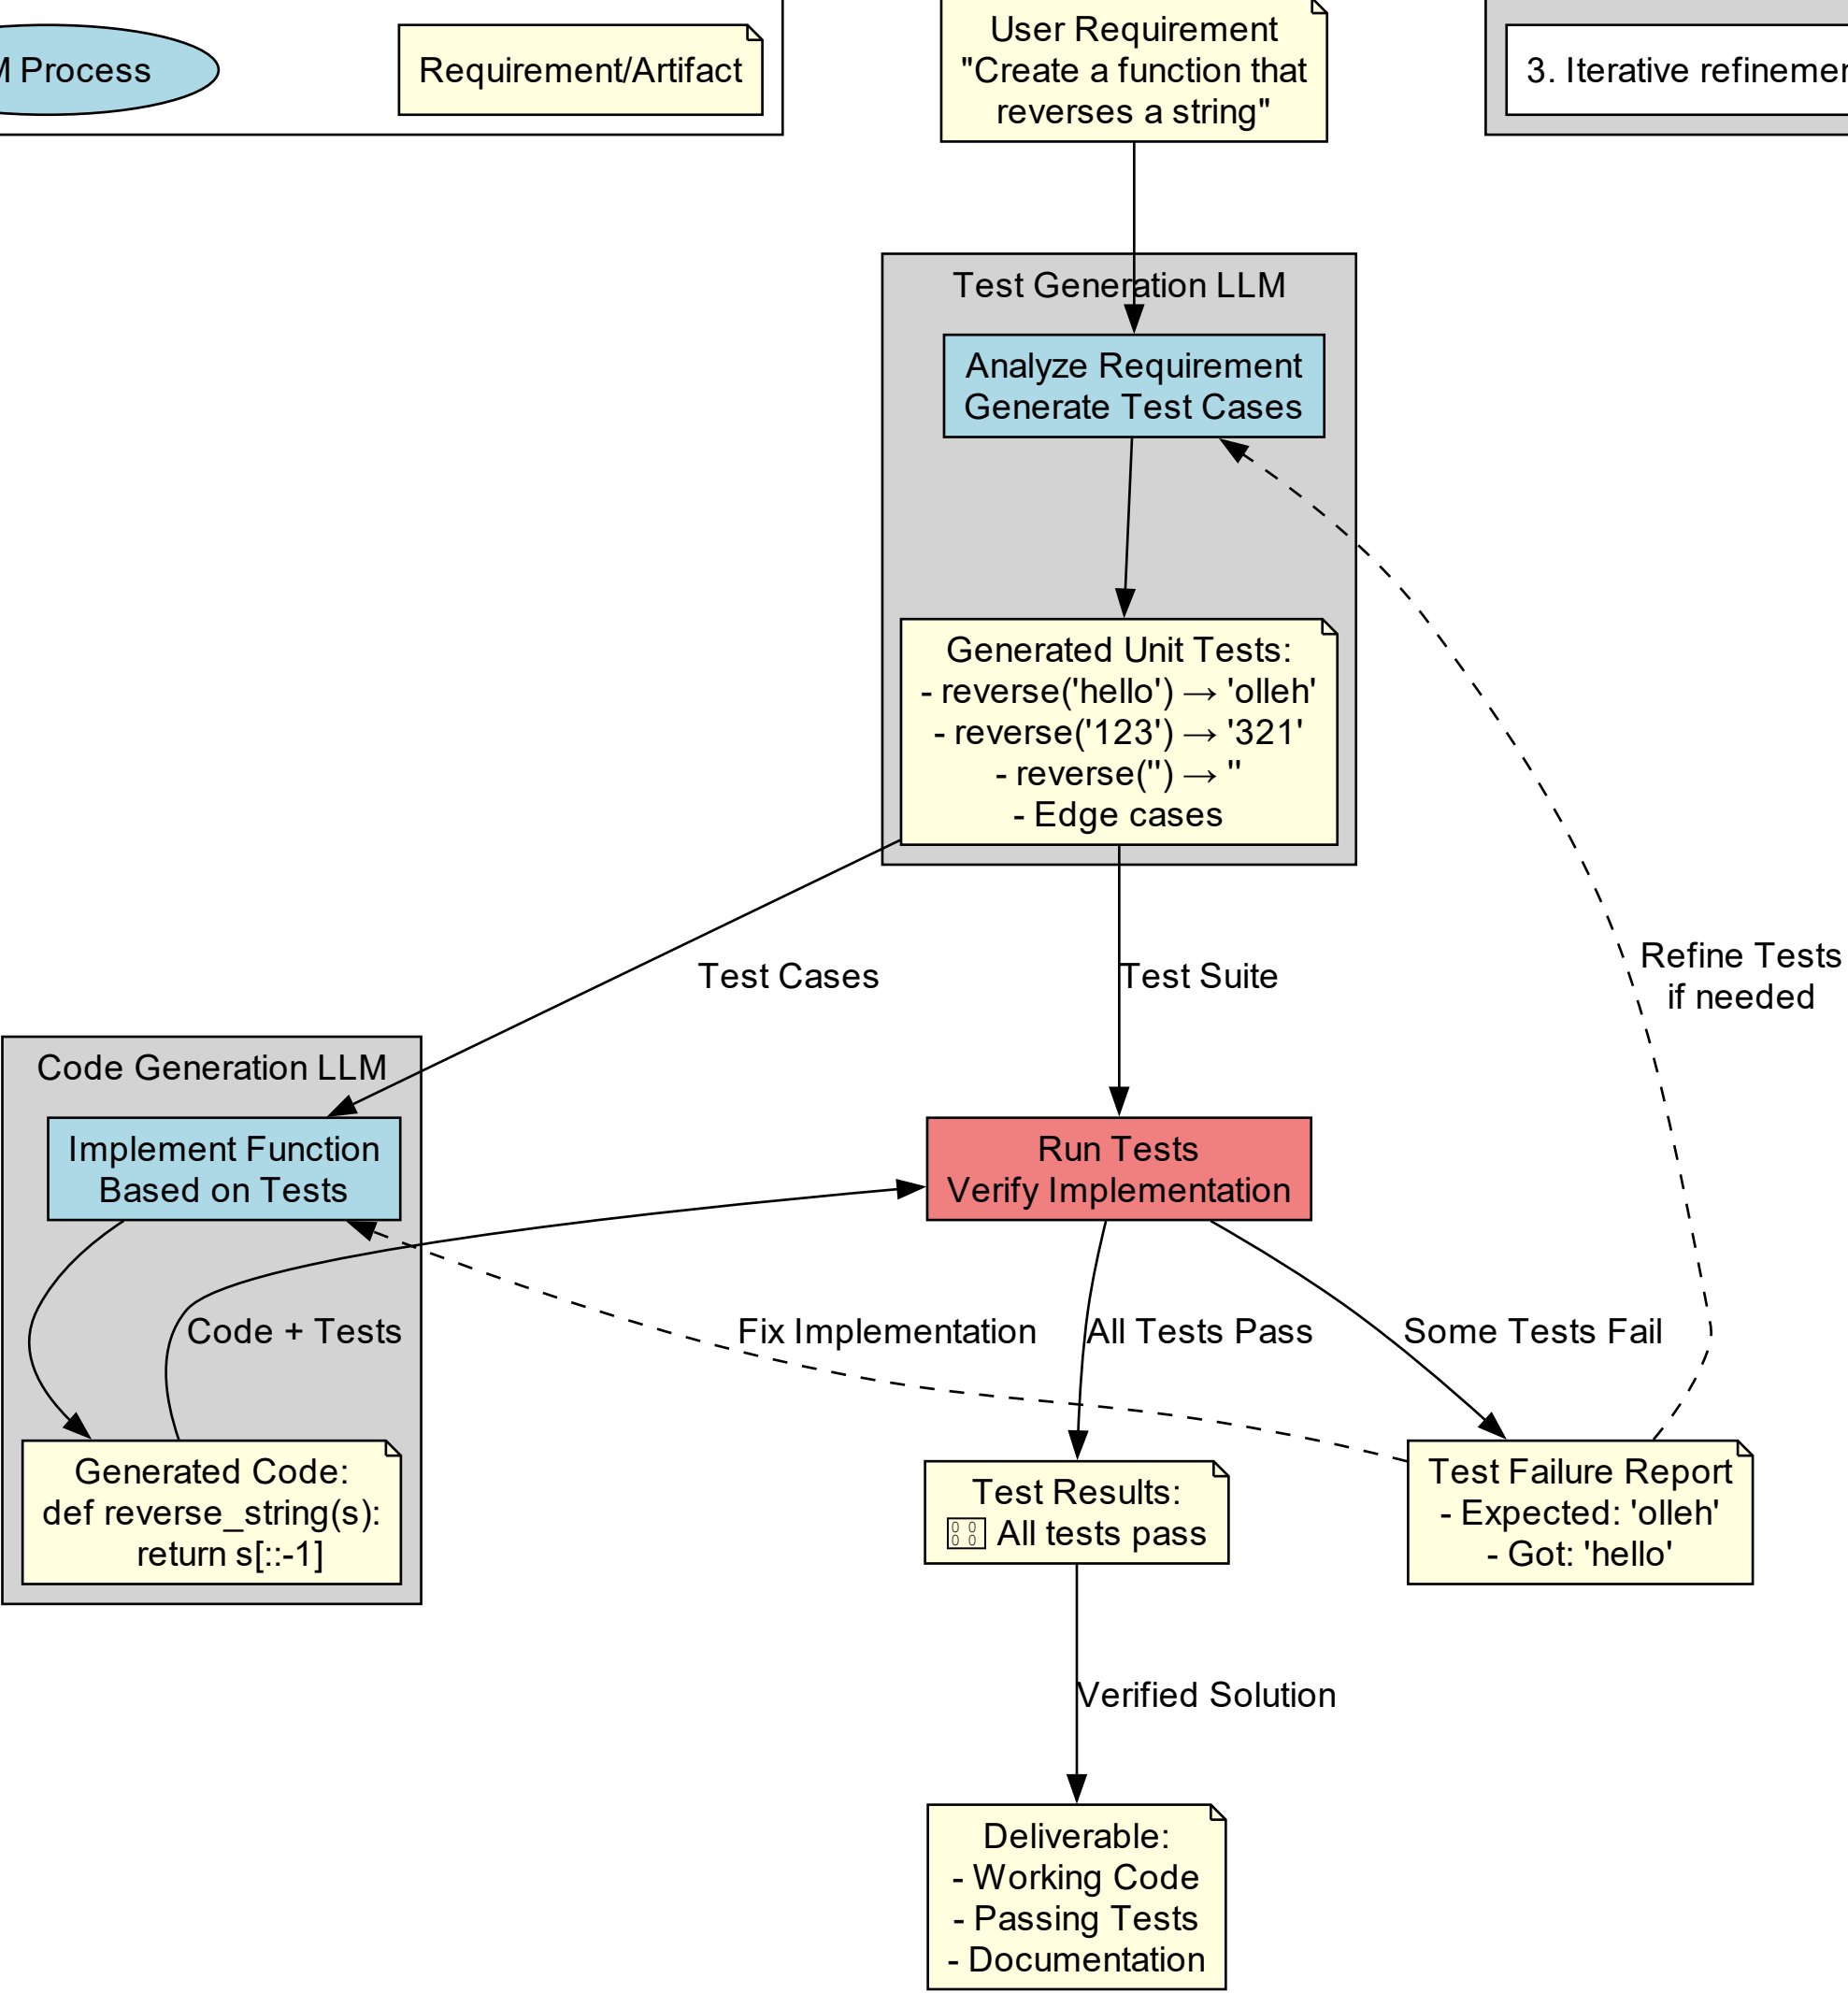 Process
Requirement/Artifact
User Requirement
"Create a function that
reverses a string"
3. Iterative
Test Generation LLM
Analyze Requirement
Generate Test Cases
Generated Unit Tests:
- reverse('hello') → 'olleh'
- reverse('123') → '321'
- reverse('') → ''
- Edge cases
Test Cases
Test Suite
Refine Tests
if needed
Code Generation LLM
Implement Function
Based on Tests
Run Tests
Verify Implementation
Code + Tests
Fix Implementation
All Tests Pass
Some Tests Fail
Generated Code:
def reverse_string(s):
return s[::-1]
Test Results:
All tests pass
Test Failure Report
- Expected: 'olleh'
- Got: 'hello'
Verified Solution
Deliverable:
- Working Code
- Passing Tests
- Documentation